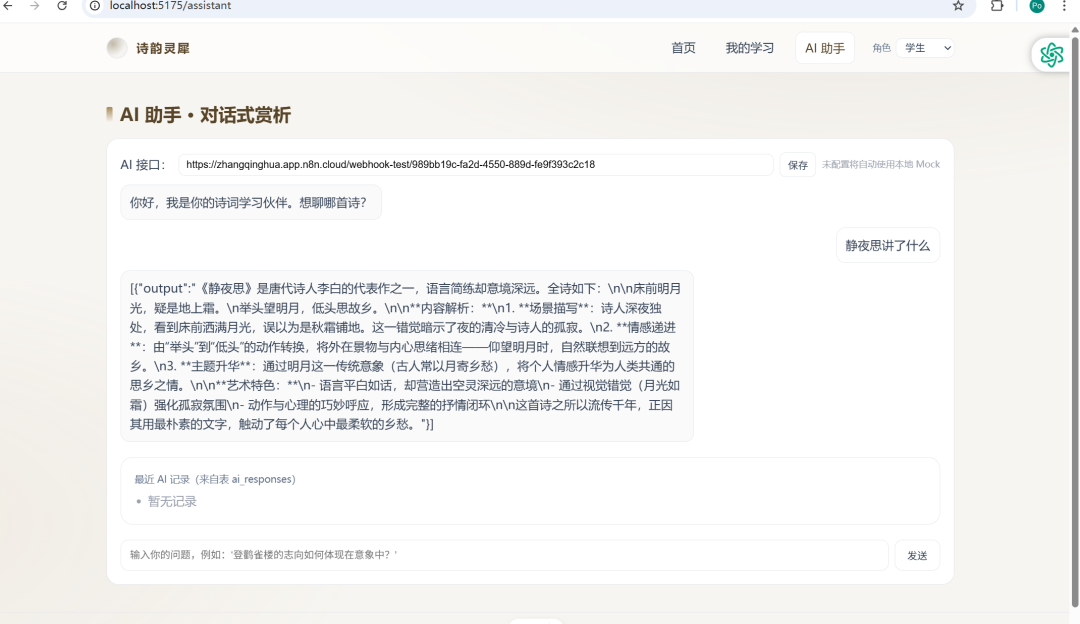 localhost:5175/assistant
Po
诗韵灵犀
首页 我的学习 AI 助手 角色 学生
AI 助手 · 对话式赏析
AI 接口： https://zhangqinghua.app.n8n.cloud/webhook-test/989bb19c-fa2d-4550-889d-fe9f393c2c18 保存 未配置将自动使用本地 Mock
你好，我是你的诗词学习伙伴。想聊哪首诗？
静夜思讲了什么
[{"output":"《静夜思》是唐代诗人李白的代表作之一，语言简练却意境深远。全诗如下：\n\n床前明月
光，疑是地上霜。\n举头望明月，低头思故乡。\n\n**内容解析：**\n1. **场景描写**：诗人深夜独
处，看到床前洒满月光，误以为是秋霜铺地。这一错觉暗示了夜的清冷与诗人的孤寂。\n2. **情感递进
**：由“举头”到“低头”的动作转换，将外在景物与内心思绪相连——仰望明月时，自然联想到远方的故
乡。\n3. **主题升华**：通过明月这一传统意象（古人常以月寄乡愁），将个人情感升华为人类共通的
思乡之情。\n\n**艺术特色：**\n- 语言平白如话，却营造出空灵深远的意境\n- 通过视觉错觉（月光如
霜）强化孤寂氛围\n- 动作与心理的巧妙呼应，形成完整的抒情闭环\n\n这首诗之所以流传千年，正因
其用最朴素的文字，触动了每个人心中最柔软的乡愁。"}]
最近 AI 记录（来自表 ai_responses）
• 暂无记录
输入你的问题，例如：'登鹳雀楼的志向如何体现在意象中？' 发送